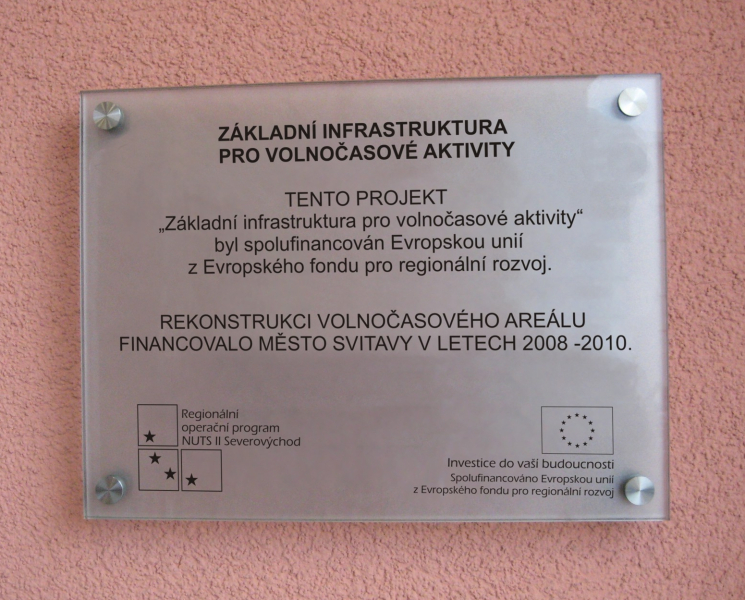 ZÁKLADNÍ INFRASTRUKTURA
PRO VOLNOČASOVÉ AKTIVITY
TENTO PROJEKT
„Základní infrastruktura pro volnočasové aktivity“
byl spolufinancován Evropskou unií
z Evropského fondu pro regionální rozvoj.
REKONSTRUKCI VOLNOČASOVÉHO AREÁLU
FINANCOVALO MĚSTO SVITAVY V LETECH 2008 -2010.
Regionální
operační program
NUTS II Severovýchod
Investice do vaší budoucnosti
Spolufinancováno Evropskou unií
z Evropského fondu pro regionální rozvoj